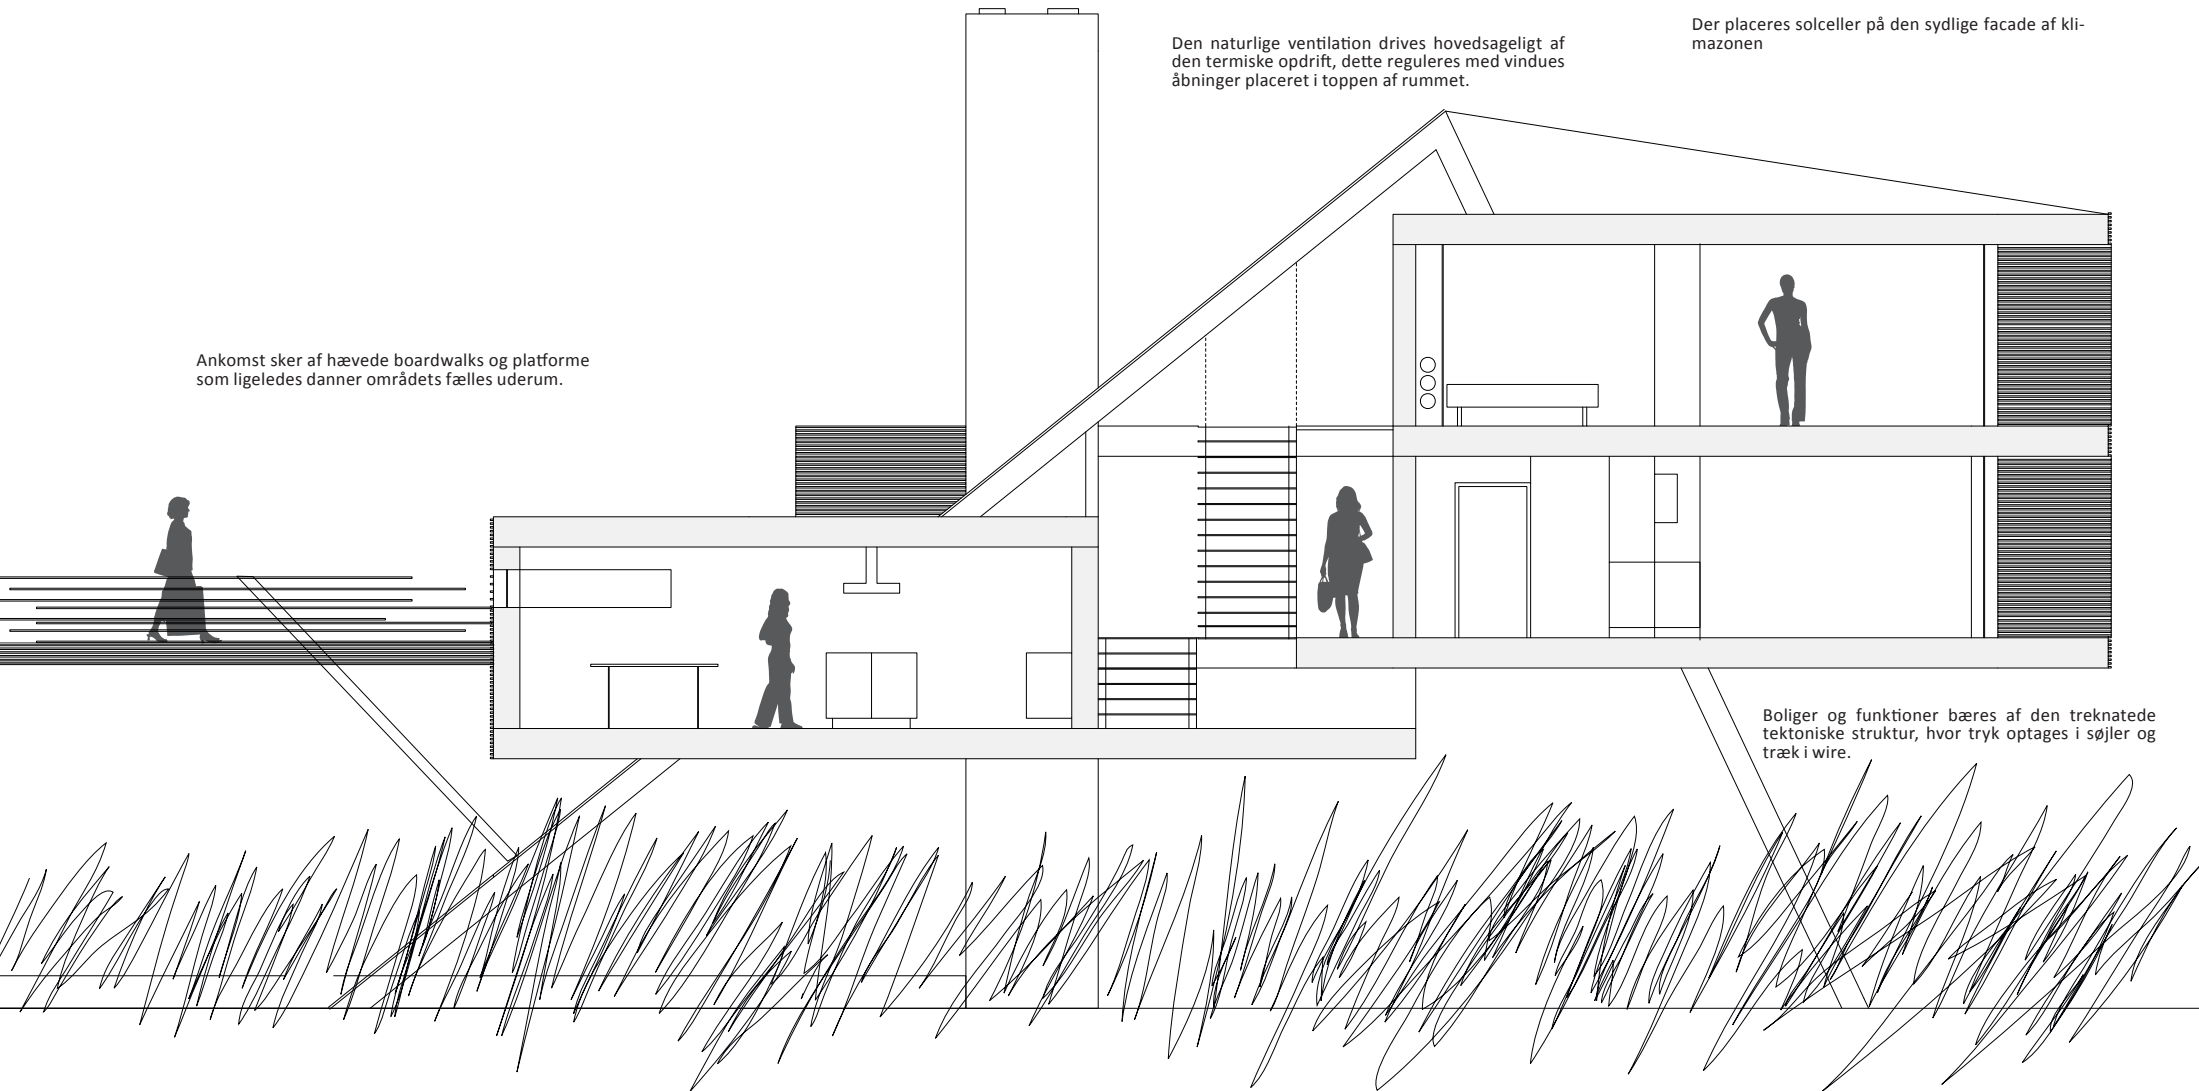 Der placeres solceller på den sydlige facade af kli-
mazonen
Den naturlige ventilation drives hovedsageligt af
den termiske opdrift, dette reguleres med vindues
åbninger placeret i toppen af rummet.
Ankomst sker af hævede boardwalks og platforme
som ligeledes danner områdets fælles uderum.
Boliger og funktioner bæres af den treknatede
tektoniske struktur, hvor tryk optages i søjler og
træk i wire.